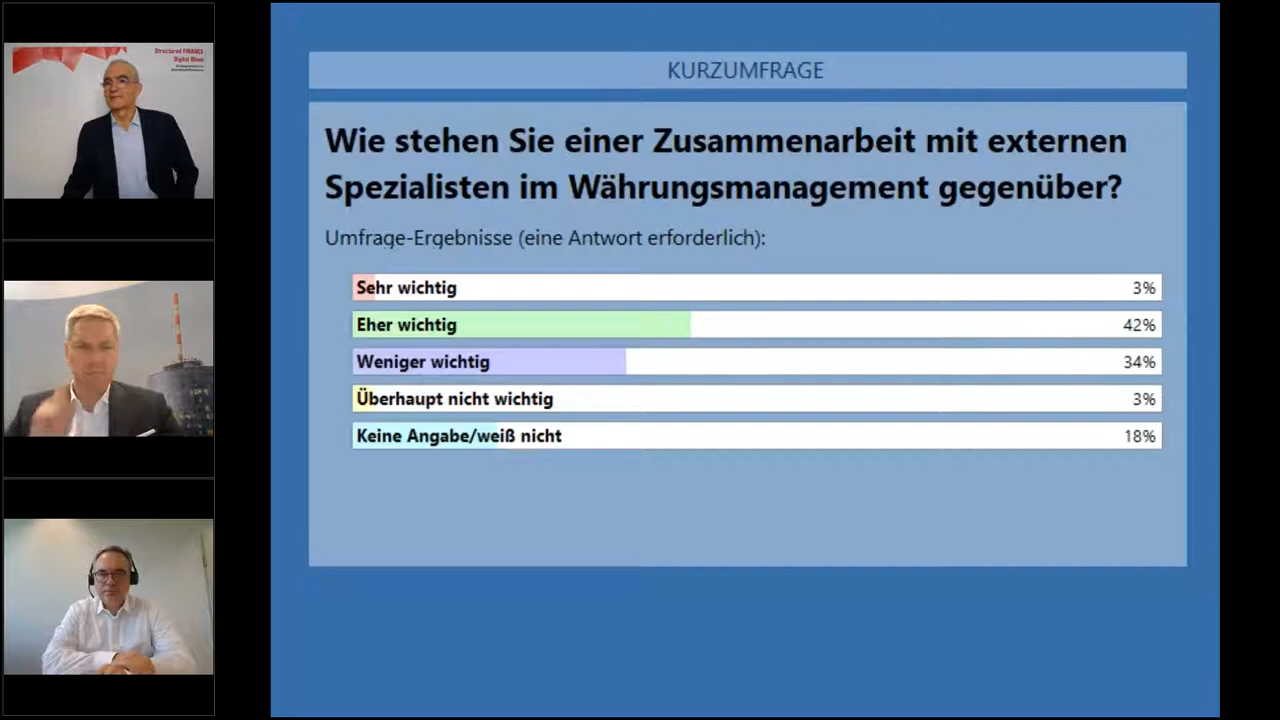 Structured FINANCE
Digital Week
KURZUMFRAGE
Wie stehen Sie einer Zusammenarbeit mit externen
Spezialisten im Währungsmanagement gegenüber?
Umfrage-Ergebnisse (eine Antwort erforderlich):
Sehr wichtig 3%
Eher wichtig 42%
Weniger wichtig 34%
Überhaupt nicht wichtig 3%
Keine Angabe/weiß nicht 18%